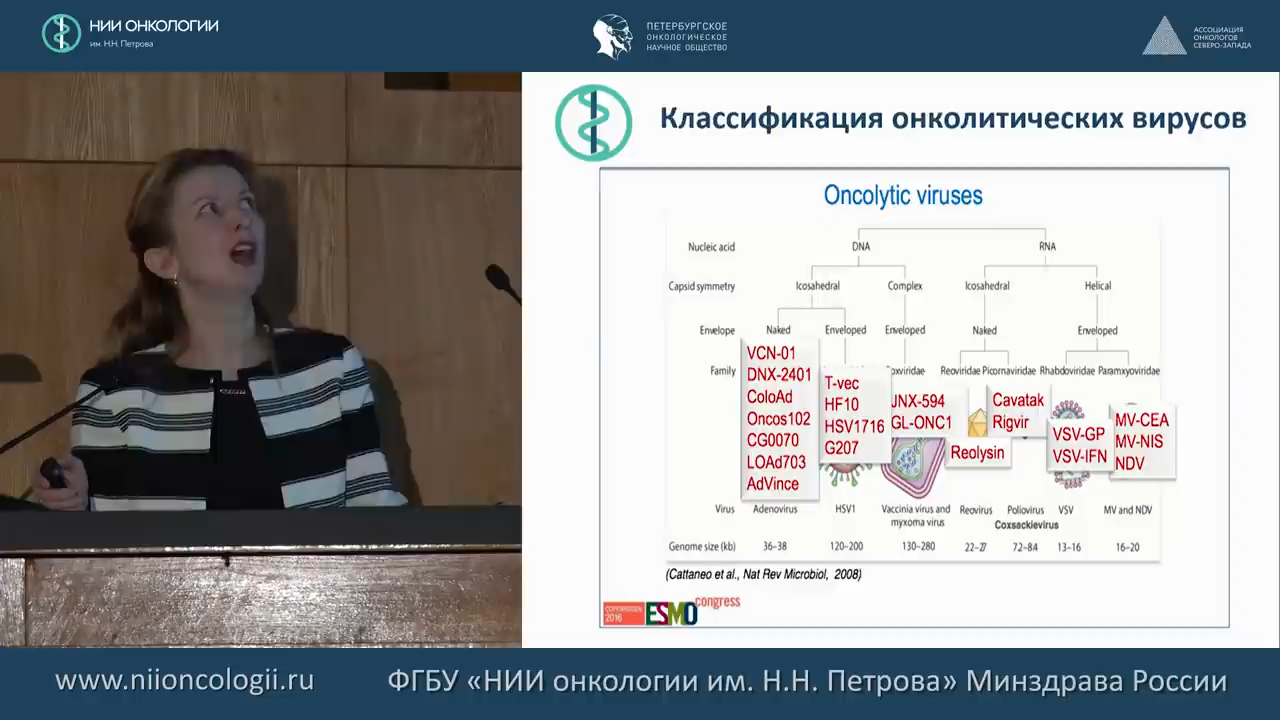 НИИ ОНКОЛОГИИ
им. Н.Н. Петрова
ПЕТЕРБУРГСКОЕ
ОНКОЛОГИЧЕСКОЕ
НАУЧНОЕ ОБЩЕСТВО
АССОЦИАЦИЯ
ОНКОЛОГОВ
СЕВЕРО-ЗАПАДА
Классификация онколитических вирусов
Oncolytic viruses
Nucleic acid DNA RNA
Capsid symmetry Icosahedral Complex Icosahedral Helical
Envelope Naked Enveloped Enveloped Naked Enveloped
Family Reoviridae Picornaviridae Rhabdoviridae Paramxyoviridae
VCN-01
DNX-2401
ColoAd
Oncos102
CG0070
LOAd703
AdVince
T-vec
HF10
HSV1716
G207
JNX-594
GL-ONC1
Reolysin
Cavatak
Rigvir
VSV-GP
VSV-IFN
MV-CEA
MV-NIS
NDV
Virus Adenovirus HSV1 Vaccinia virus and myxoma virus Reovirus Poliovirus VSV MV and NDV
Coxsackievirus
Genome size (kb) 36–38 120–200 130–280 22–27 72–84 13–16 16–20
(Cattaneo et al., Nat Rev Microbiol, 2008)
COPENHAGEN
2016
ESMO congress
www.niioncologii.ru ФГБУ «НИИ онкологии им. Н.Н. Петрова» Минздрава России